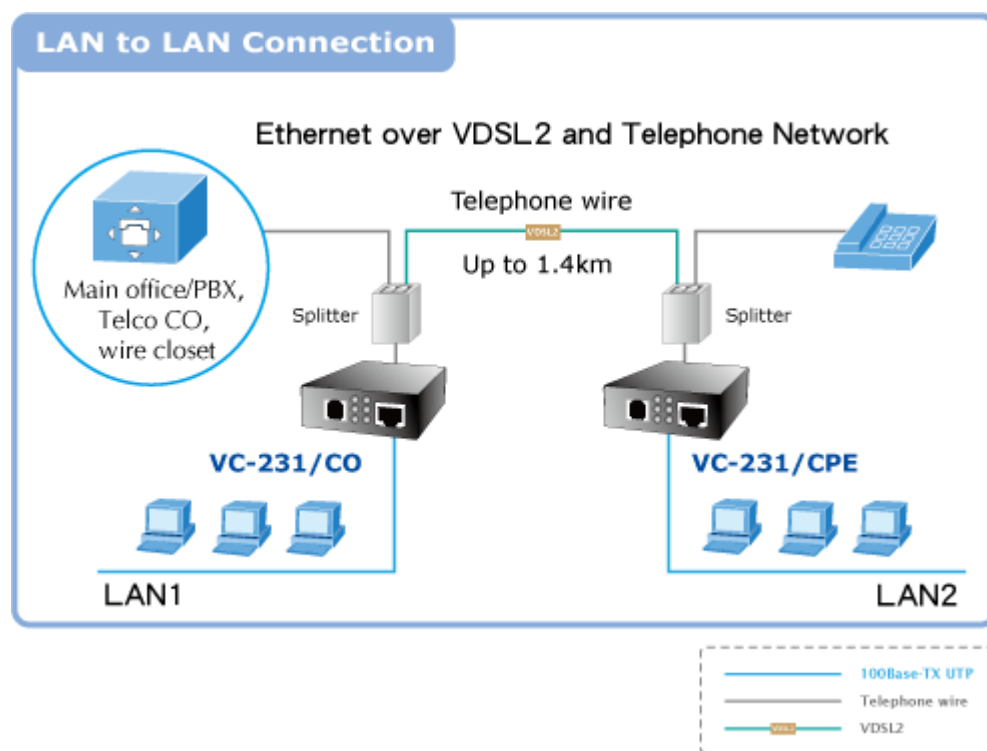 LAN to LAN Connection
Ethernet over VDSL2 and Telephone Network
Telephone wire
VDSL2
Up to 1.4km
Main office/PBX,
Telco CO,
wire closet
Splitter
Splitter
VC-231/CO
VC-231/CPE
LAN1
LAN2
100Base-TX UTP
Telephone wire
VDSL2
VDSL2